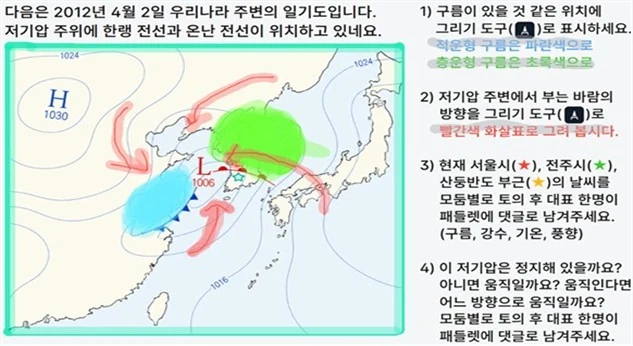 다음은 2012년 4월 2일 우리나라 주변의 일기도입니다.
저기압 주위에 한랭 전선과 온난 전선이 위치하고 있네요.
1024
H
1030
1024
L
1006
1016
1) 구름이 있을 것 같은 위치에
그리기 도구( )로 표시하세요.
적운형 구름은 파란색으로
층운형 구름은 초록색으로
2) 저기압 주변에서 부는 바람의
방향을 그리기 도구( )로
빨간색 화살표로 그려 봅시다.
3) 현재 서울시(★), 전주시(★),
산둥반도 부근(★)의 날씨를
모둠별로 토의 후 대표 한명이
패들렛에 댓글로 남겨주세요.
(구름, 강수, 기온, 풍향)
4) 이 저기압은 정지해 있을까요?
아니면 움직일까요? 움직인다면
어느 방향으로 움직일까요?
모둠별로 토의 후 대표 한명이
패들렛에 댓글로 남겨주세요.